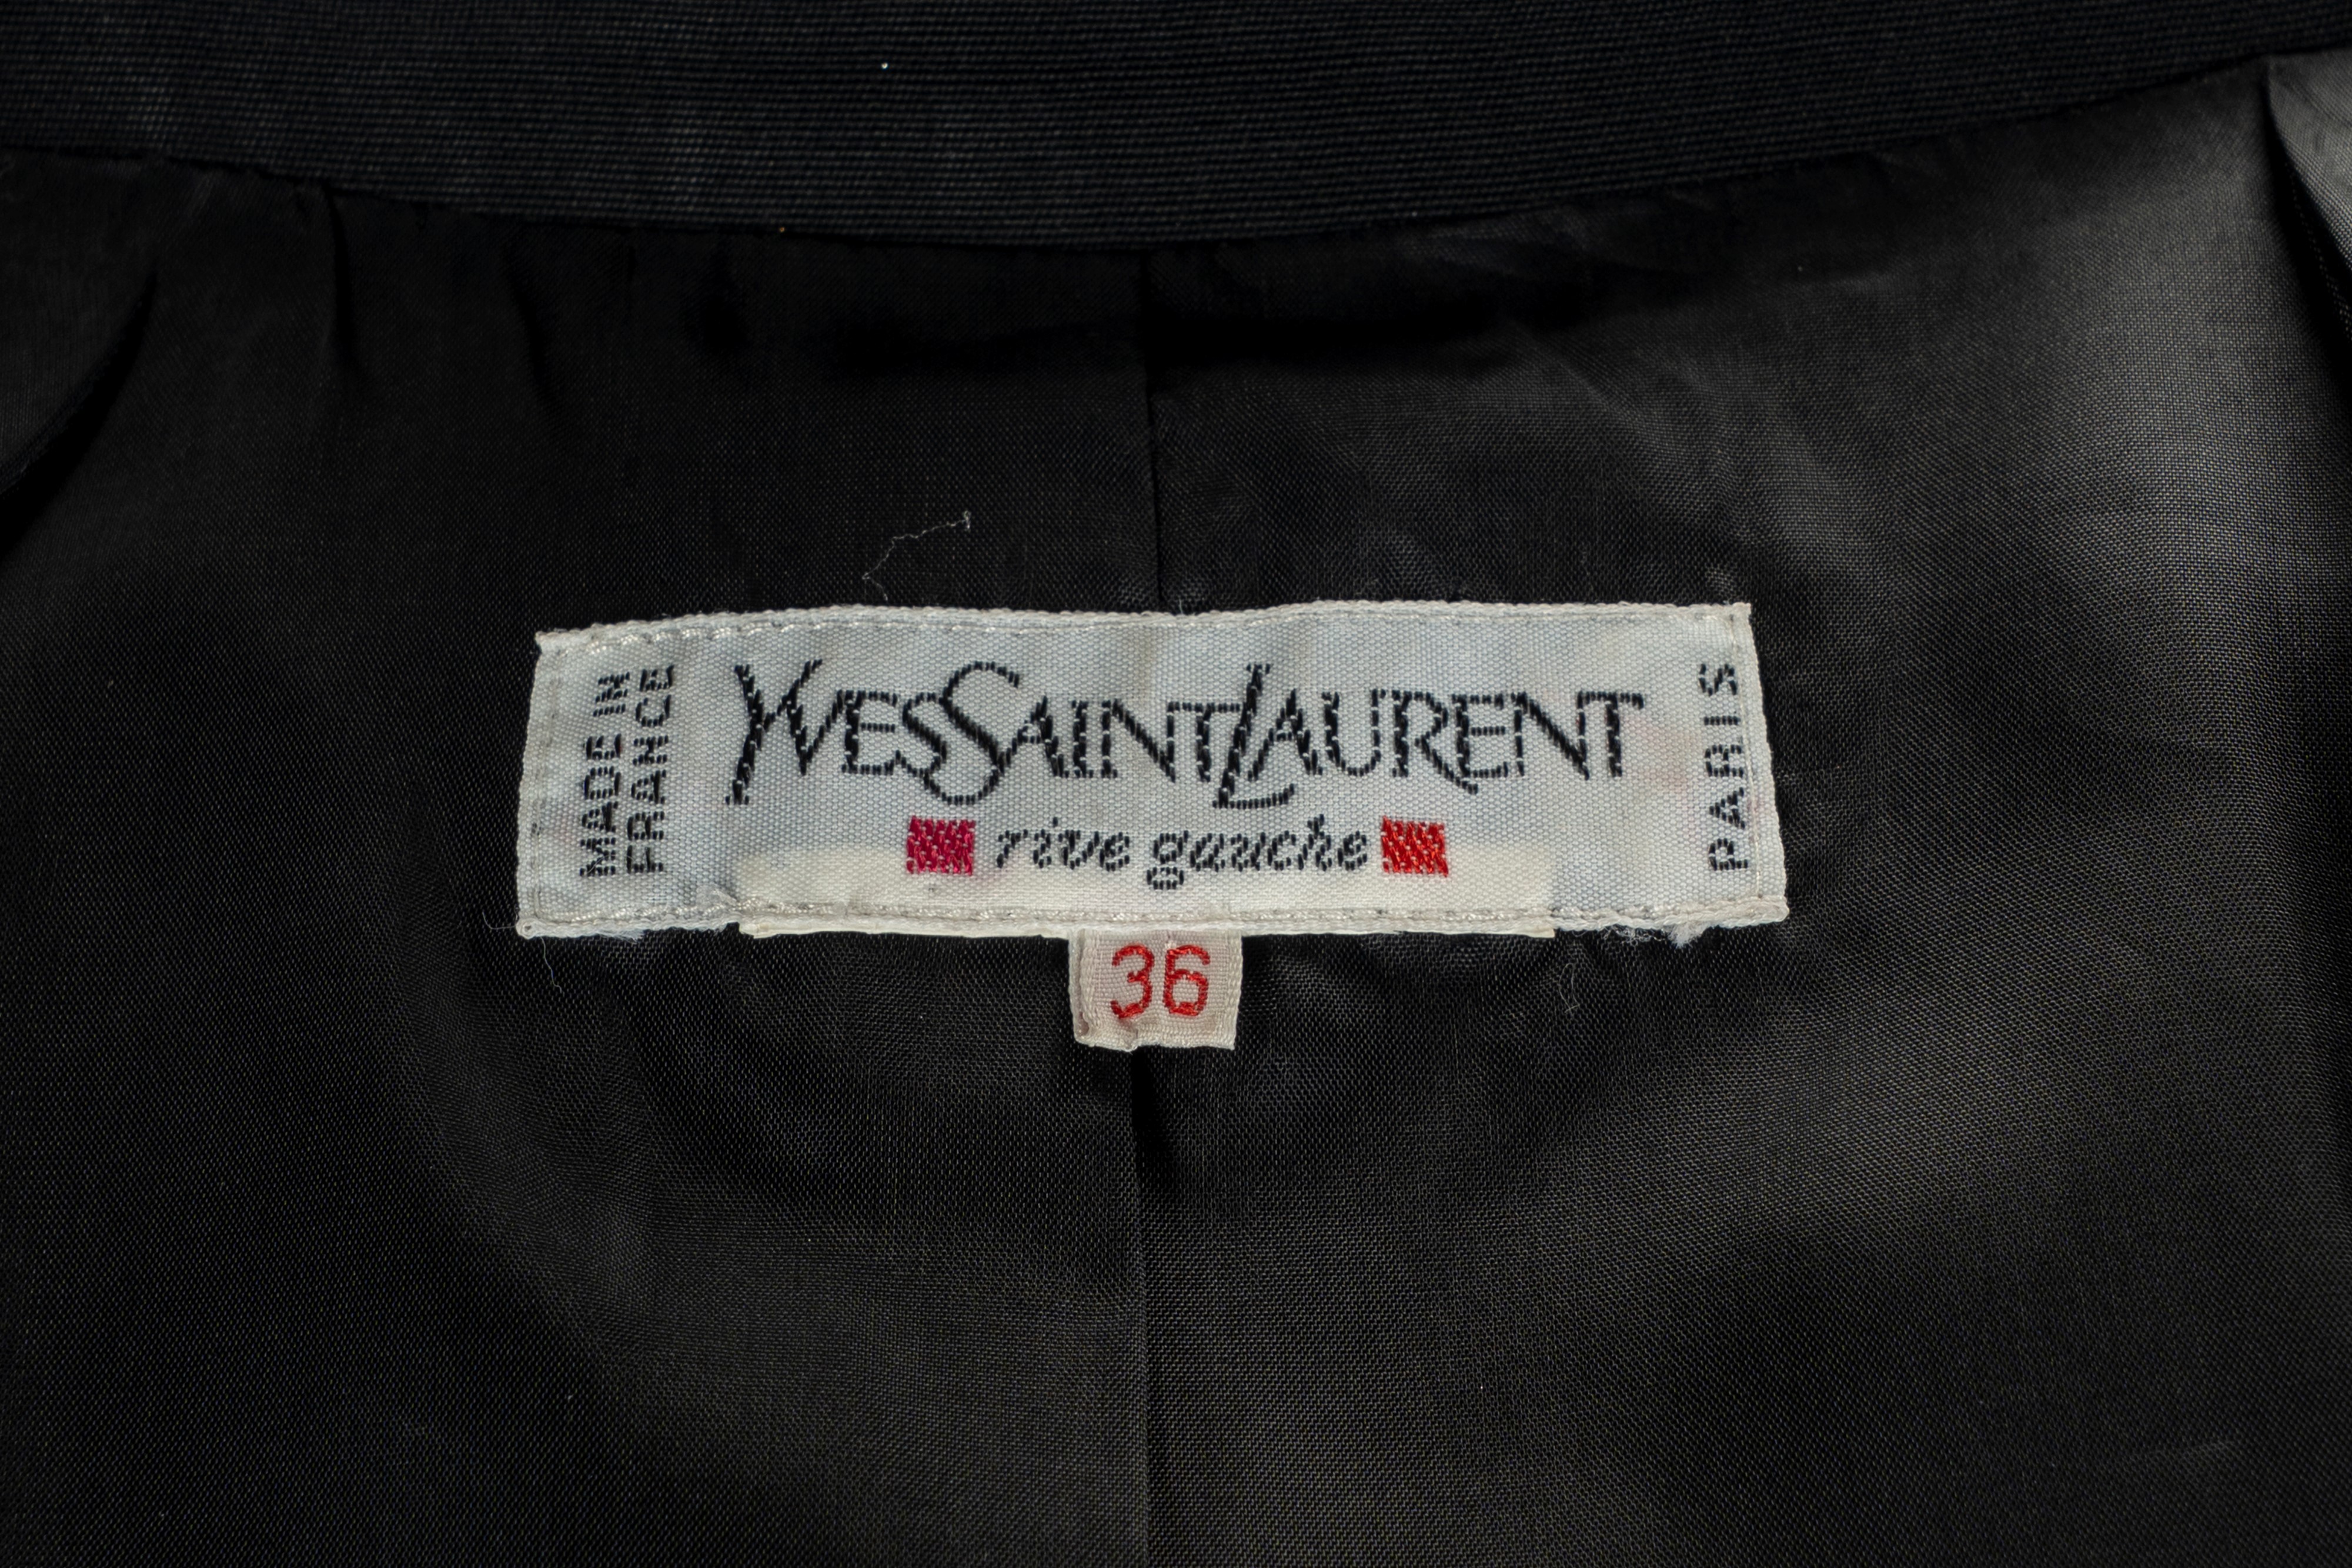 MADE IN
FRANCE
YVESSAINTLAURENT
rive gauche
PARIS
36